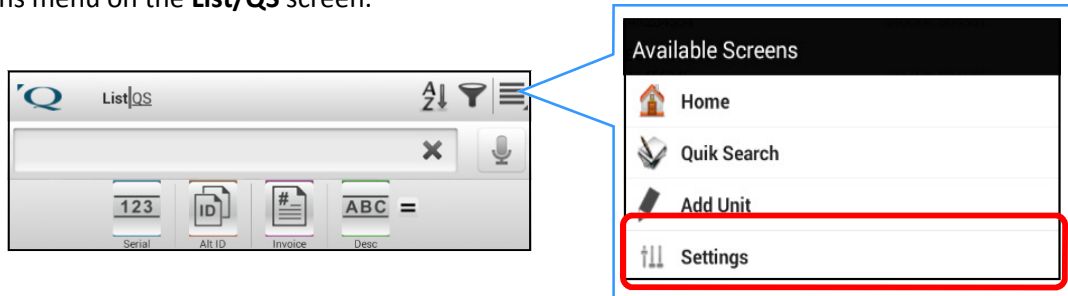 ns menu on the List/QS screen.
Available Screens
Q List|QS A Z
Home
Quik Search
123 ID # ABC =
Add Unit
Serial Alt ID Invoice Desc
Settings